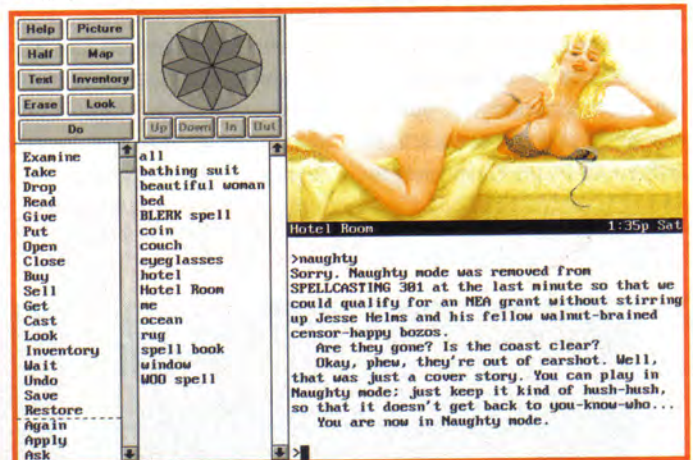 Help Picture
Half Map
Text Inventory
Erase Look
Do
Up Down In Out
Examine
Take
Drop
Read
Give
Put
Open
Close
Buy
Sell
Get
Cast
Look
Inventory
Wait
Undo
Save
Restore
Again
Apply
Ask
all
bathing suit
beautiful woman
bed
BLERK spell
coin
couch
eyeglasses
hotel
Hotel Room
me
ocean
rug
spell book
window
WOO spell
Hotel Room 1:35p Sat
>naughty
Sorry. Naughty mode was removed from
SPELLCASTING 301 at the last minute so that we
could qualify for an NEA grant without stirring
up Jesse Helms and his fellow walnut-brained
censor-happy bozos.
Are they gone? Is the coast clear?
Okay, phew, they're out of earshot. Well,
that was just a cover story. You can play in
Naughty mode; just keep it kind of hush-hush,
so that it doesn't get back to you-know-who...
You are now in Naughty mode.
>